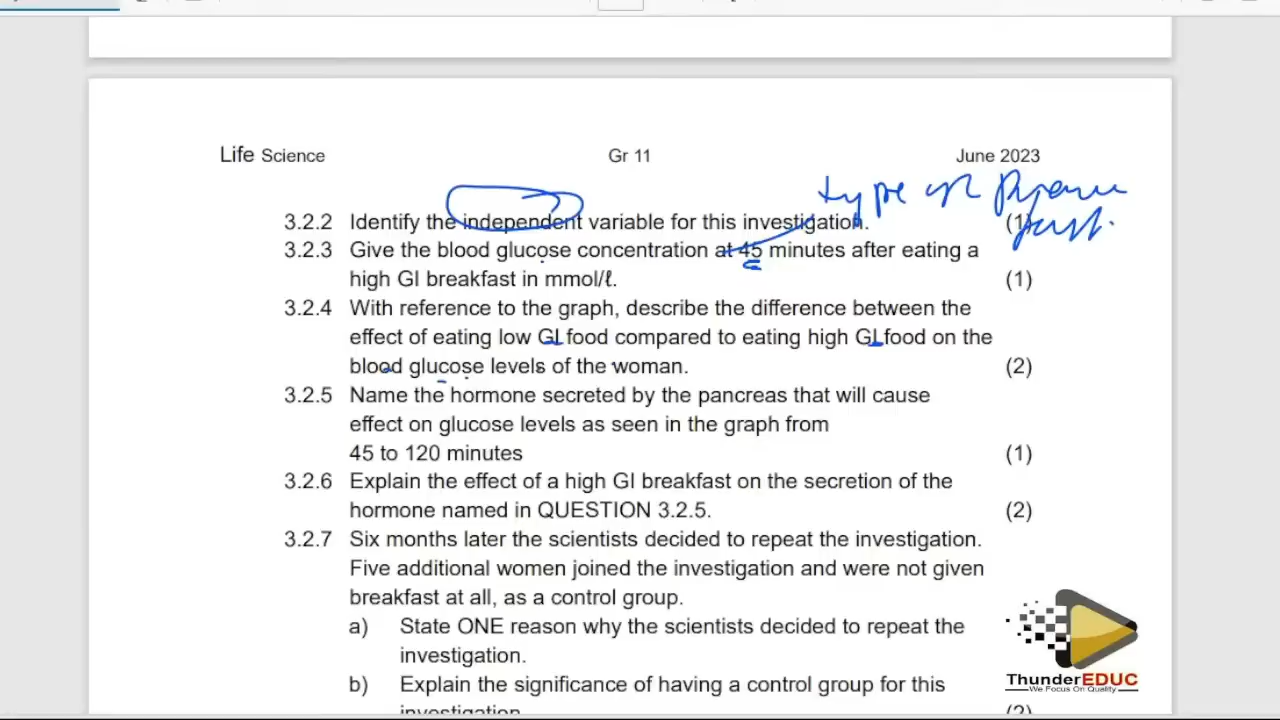 Life Science Gr 11 June 2023
type of
3.2.2 Identify the independent variable for this investigation. (1)
3.2.3 Give the blood glucose concentration at 45 minutes after eating a
high GI breakfast in mmol/ℓ. (1)
3.2.4 With reference to the graph, describe the difference between the
effect of eating low GI food compared to eating high GI food on the
blood glucose levels of the woman. (2)
3.2.5 Name the hormone secreted by the pancreas that will cause
effect on glucose levels as seen in the graph from
45 to 120 minutes (1)
3.2.6 Explain the effect of a high GI breakfast on the secretion of the
hormone named in QUESTION 3.2.5. (2)
3.2.7 Six months later the scientists decided to repeat the investigation.
Five additional women joined the investigation and were not given
breakfast at all, as a control group.
a) State ONE reason why the scientists decided to repeat the
investigation.
b) Explain the significance of having a control group for this
investigation (2)
ThunderEDUC
We Focus On Quality